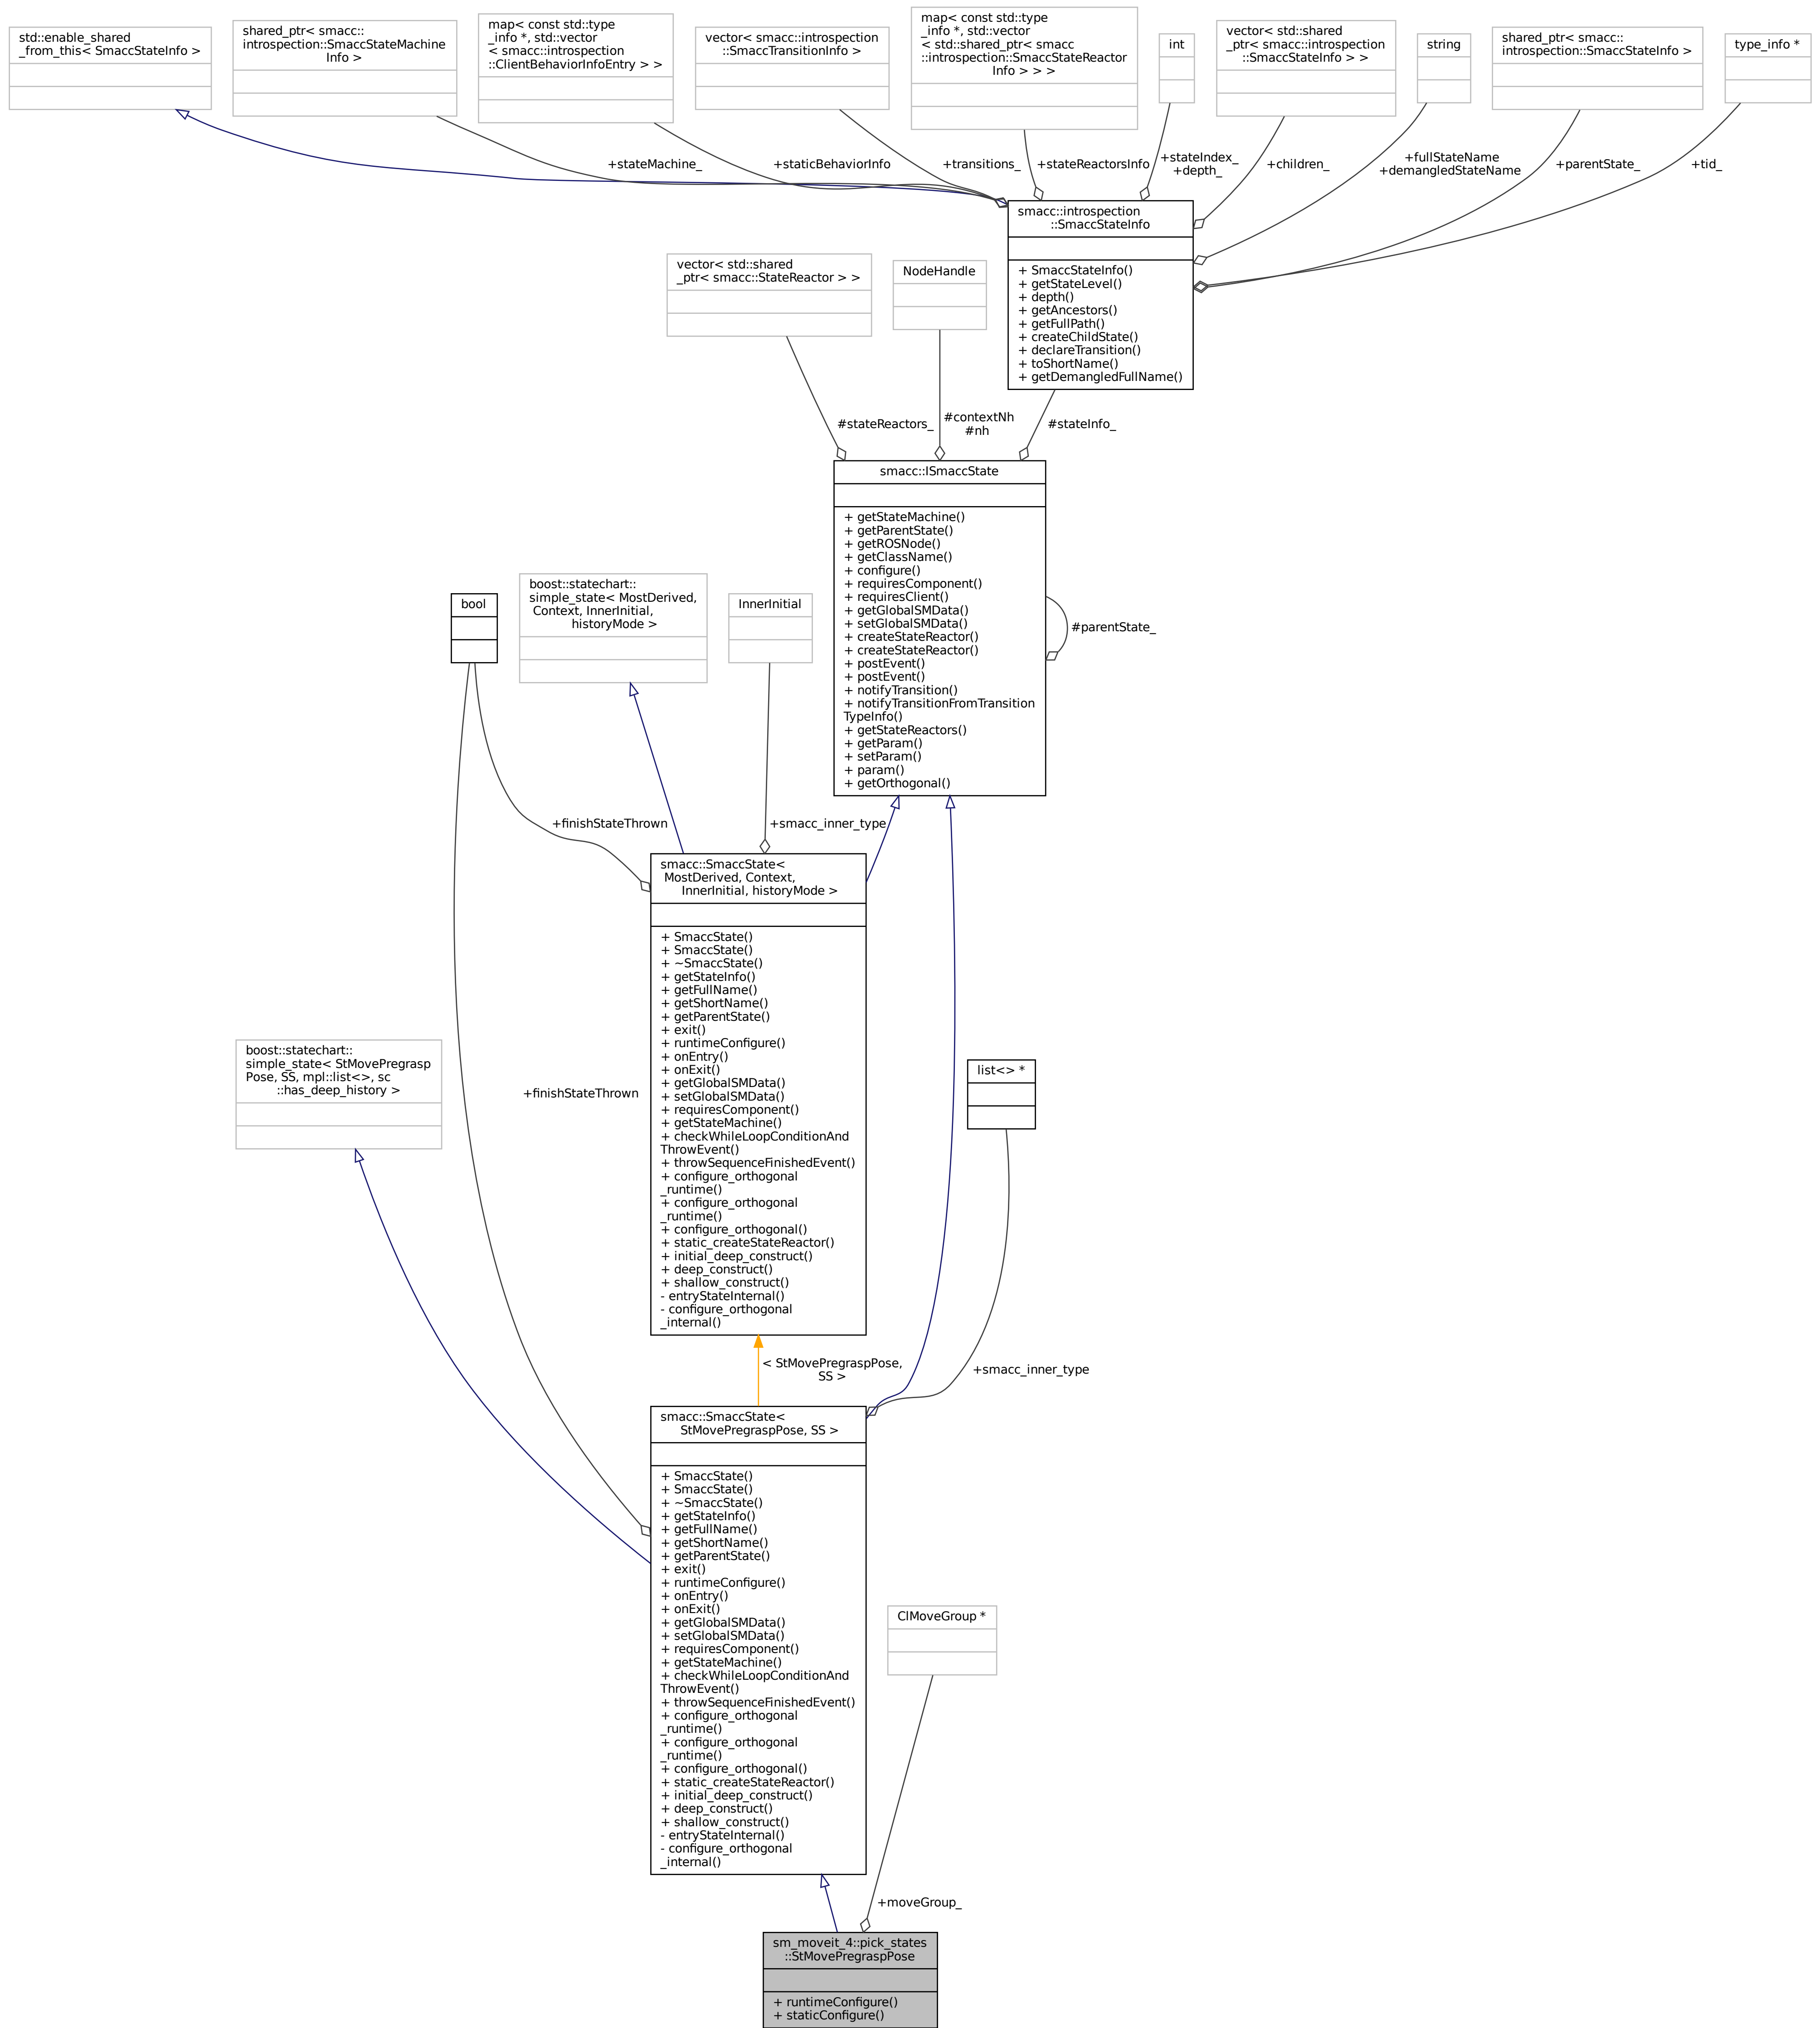 std::enable_shared
_from_this< SmaccStateInfo >
shared_ptr< smacc::
introspection::SmaccStateMachine
Info >
map< const std::type
_info *, std::vector
< smacc::introspection
::ClientBehaviorInfoEntry > >
vector< smacc::introspection
::SmaccTransitionInfo >
map< const std::type
_info *, std::vector
< std::shared_ptr< smacc
::introspection::SmaccStateReactor
Info > > >
int
vector< std::shared
_ptr< smacc::introspection
::SmaccStateInfo > >
string
shared_ptr< smacc::
introspection::SmaccStateInfo >
type_info *
+stateMachine_
+staticBehaviorInfo
+transitions_
+stateReactorsInfo
+stateIndex_
+depth_
+children_
+fullStateName
+demangledStateName
+parentState_
+tid_
smacc::introspection
::SmaccStateInfo
+ SmaccStateInfo()
+ getStateLevel()
+ depth()
+ getAncestors()
+ getFullPath()
+ createChildState()
+ declareTransition()
+ toShortName()
+ getDemangledFullName()
vector< std::shared
_ptr< smacc::StateReactor > >
NodeHandle
#stateReactors_
#contextNh
#nh
#stateInfo_
smacc::ISmaccState
+ getStateMachine()
+ getParentState()
+ getROSNode()
+ getClassName()
+ configure()
+ requiresComponent()
+ requiresClient()
+ getGlobalSMData()
+ setGlobalSMData()
+ createStateReactor()
+ createStateReactor()
+ postEvent()
+ postEvent()
+ notifyTransition()
+ notifyTransitionFromTransition
TypeInfo()
+ getStateReactors()
+ getParam()
+ setParam()
+ param()
+ getOrthogonal()
#parentState_
bool
boost::statechart::
simple_state< MostDerived,
Context, InnerInitial,
historyMode >
InnerInitial
+finishStateThrown
+smacc_inner_type
smacc::SmaccState<
MostDerived, Context,
InnerInitial, historyMode >
+ SmaccState()
+ SmaccState()
+ ~SmaccState()
+ getStateInfo()
+ getFullName()
+ getShortName()
+ getParentState()
+ exit()
+ runtimeConfigure()
+ onEntry()
+ onExit()
+ getGlobalSMData()
+ setGlobalSMData()
+ requiresComponent()
+ getStateMachine()
+ checkWhileLoopConditionAnd
ThrowEvent()
+ throwSequenceFinishedEvent()
+ configure_orthogonal
_runtime()
+ configure_orthogonal
_runtime()
+ configure_orthogonal()
+ static_createStateReactor()
+ initial_deep_construct()
+ deep_construct()
+ shallow_construct()
- entryStateInternal()
- configure_orthogonal
_internal()
boost::statechart::
simple_state< StMovePregrasp
Pose, SS, mpl::list<>, sc
::has_deep_history >
+finishStateThrown
list<> *
< StMovePregraspPose,
SS >
+smacc_inner_type
smacc::SmaccState<
StMovePregraspPose, SS >
+ SmaccState()
+ SmaccState()
+ ~SmaccState()
+ getStateInfo()
+ getFullName()
+ getShortName()
+ getParentState()
+ exit()
+ runtimeConfigure()
+ onEntry()
+ onExit()
+ getGlobalSMData()
+ setGlobalSMData()
+ requiresComponent()
+ getStateMachine()
+ checkWhileLoopConditionAnd
ThrowEvent()
+ throwSequenceFinishedEvent()
+ configure_orthogonal
_runtime()
+ configure_orthogonal
_runtime()
+ configure_orthogonal()
+ static_createStateReactor()
+ initial_deep_construct()
+ deep_construct()
+ shallow_construct()
- entryStateInternal()
- configure_orthogonal
_internal()
ClMoveGroup *
+moveGroup_
sm_moveit_4::pick_states
::StMovePregraspPose
+ runtimeConfigure()
+ staticConfigure()